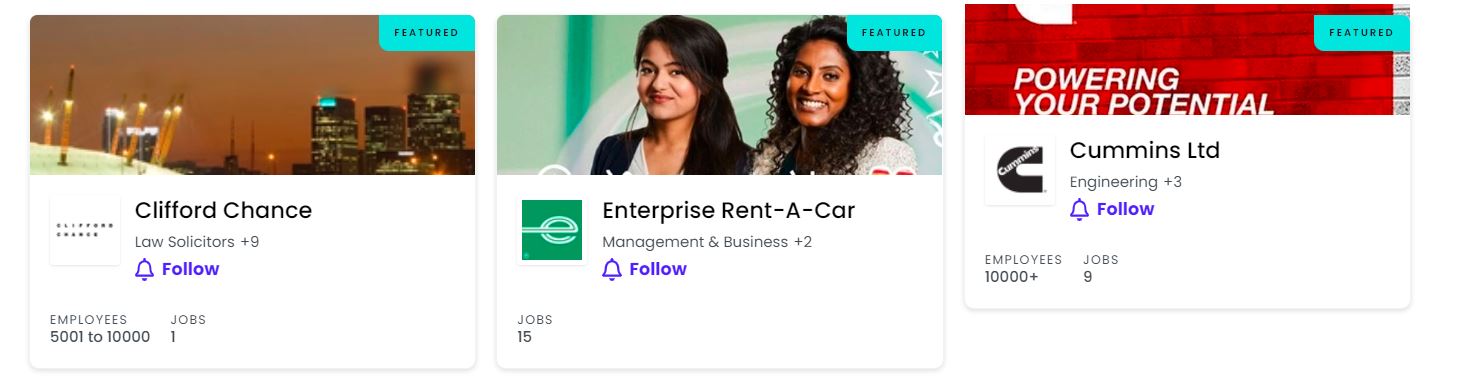 FEATURED
CLIFFORD
CHANCE
Clifford Chance
Law Solicitors +9
Follow
EMPLOYEES JOBS
5001 to 10000 1
FEATURED
Enterprise Rent-A-Car
Management & Business +2
Follow
JOBS
15
FEATURED
POWERING
YOUR POTENTIAL
Cummins
Cummins Ltd
Engineering +3
Follow
EMPLOYEES JOBS
10000+ 9